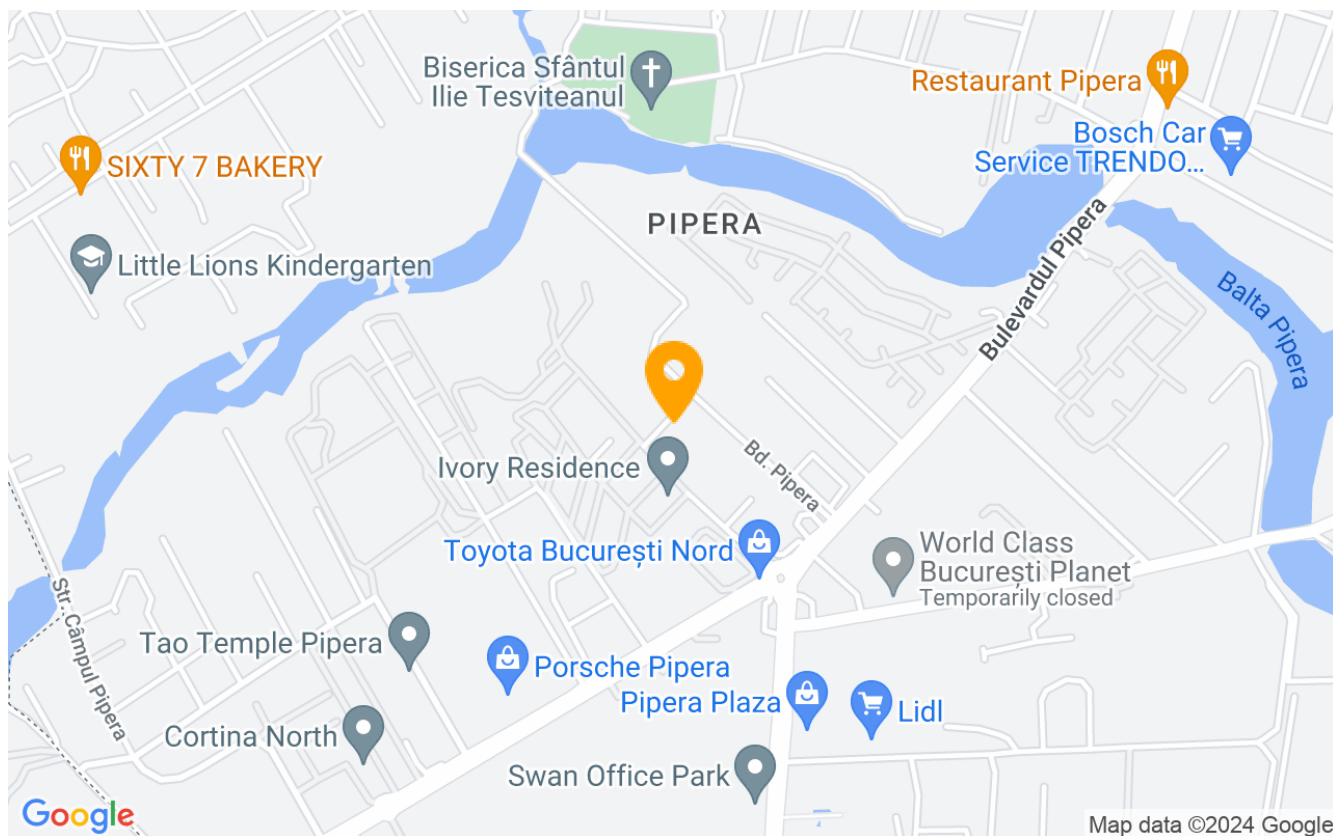 Biserica Sfântul
Ilie Tesviteanul
Restaurant Pipera
Bosch Car
Service TRENDO...
SIXTY 7 BAKERY
PIPERA
Little Lions Kindergarten
Bulevardul Pipera
Balta Pipera
Ivory Residence
Bd. Pipera
Toyota București Nord
World Class
București Planet
Temporarily closed
Str. Câmpul Pipera
Tao Temple Pipera
Porsche Pipera
Pipera Plaza
Lidl
Cortina North
Swan Office Park
Google
Map data ©2024 Google